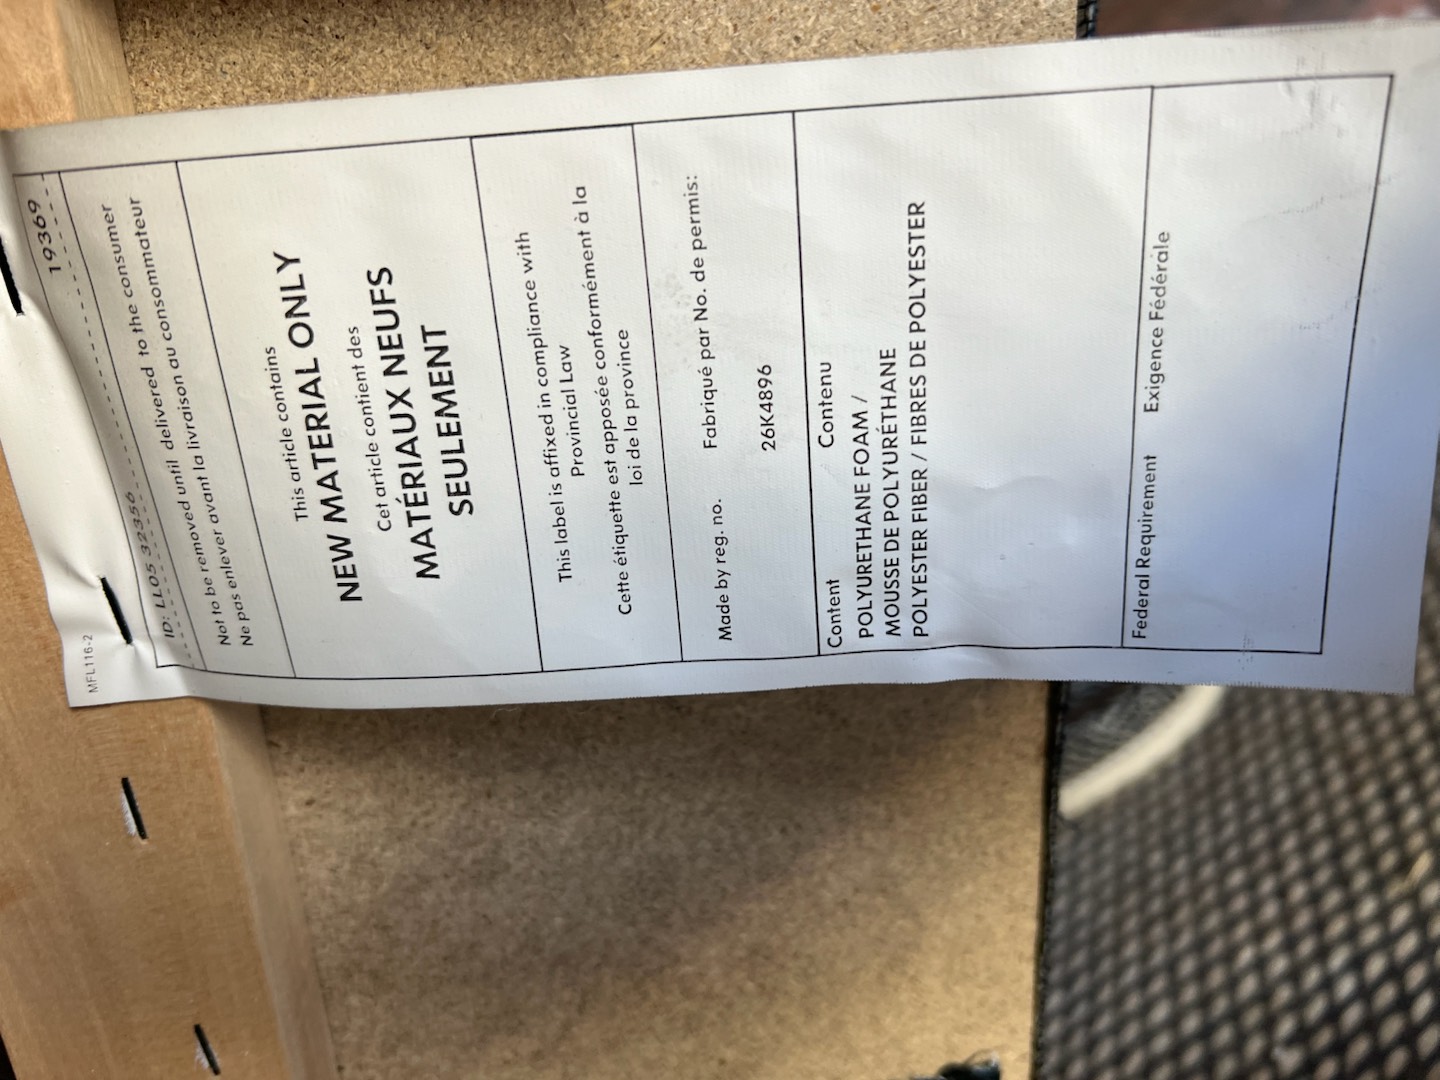 MFL116-2
ID: LL05 32356 19369
Not to be removed until delivered to the consumer
Ne pas enlever avant la livraison au consommateur
This article contains
NEW MATERIAL ONLY
Cet article contient des
MATÉRIAUX NEUFS
SEULEMENT
This label is affixed in compliance with
Provincial Law
Cette étiquette est apposée conformément à la
loi de la province
Made by reg. no. Fabriqué par No. de permis:
26K4896
Content Contenu
POLYURETHANE FOAM /
MOUSSE DE POLYURÉTHANE
POLYESTER FIBER / FIBRES DE POLYESTER
Federal Requirement Exigence Fédérale